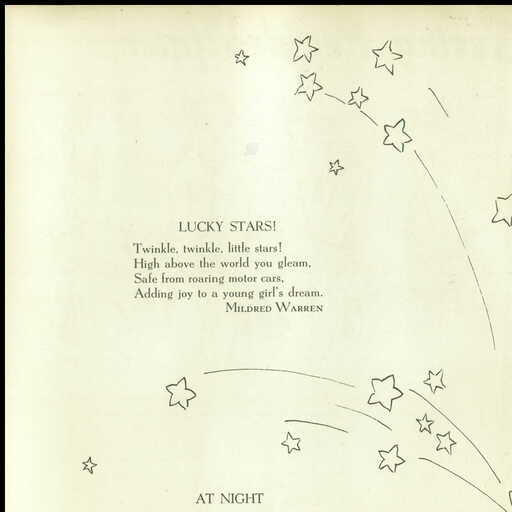 LUCKY STARS!
Twinkle, twinkle, little stars!
High above the world you gleam,
Safe from roaring motor cars,
Adding joy to a young girl's dream.
MILDRED WARREN
AT NIGHT